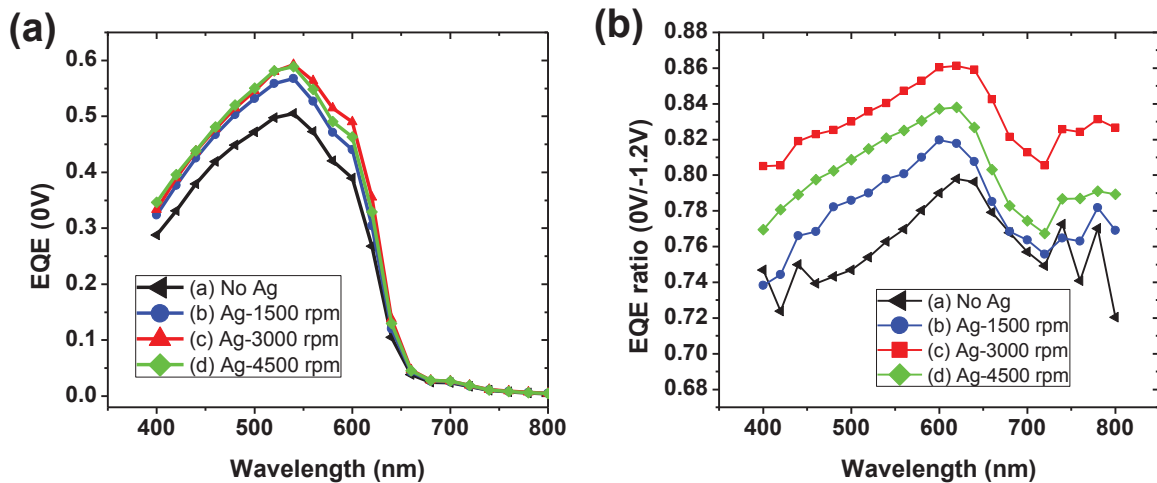 (a)
EQE (0V)
0.6
0.5
0.4
0.3
0.2
0.1
0.0
(a) No Ag
(b) Ag-1500 rpm
(c) Ag-3000 rpm
(d) Ag-4500 rpm
400 500 600 700 800
Wavelength (nm)
(b)
EQE ratio (0V/-1.2V)
0.88
0.86
0.84
0.82
0.80
0.78
0.76
0.74
0.72
0.70
0.68
(a) No Ag
(b) Ag-1500 rpm
(c) Ag-3000 rpm
(d) Ag-4500 rpm
400 500 600 700 800
Wavelength (nm)